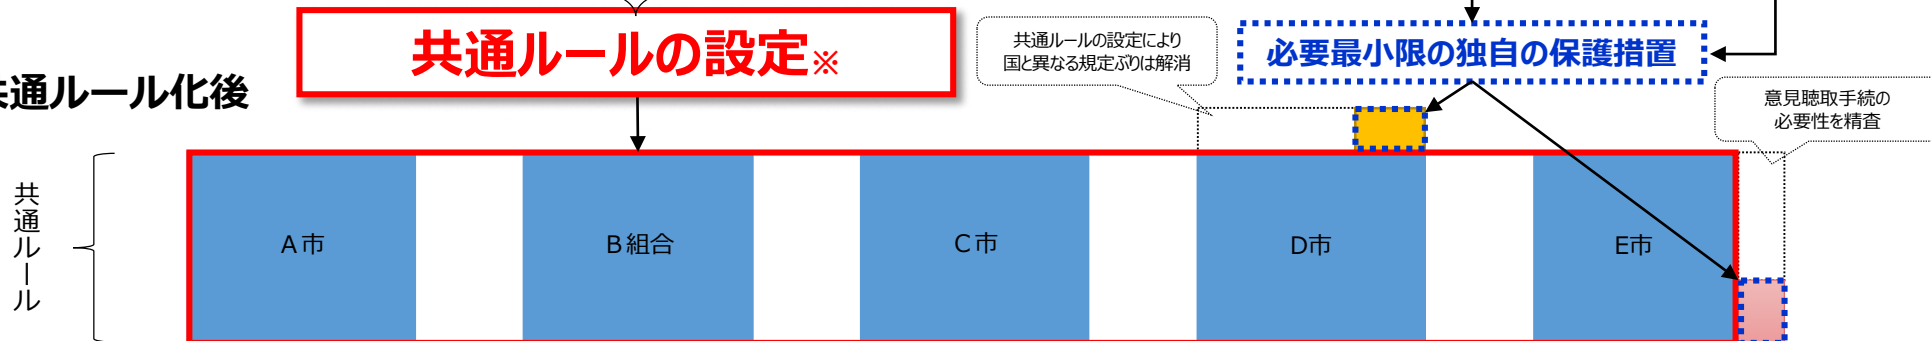 共通ルールの設定※
共通ルールの設定により
国と異なる規定ぶりは解消
必要最小限の独自の保護措置
共通ルール化後
意見聴取手続の
必要性を精査
共通ルール
A市
B組合
C市
D市
E市